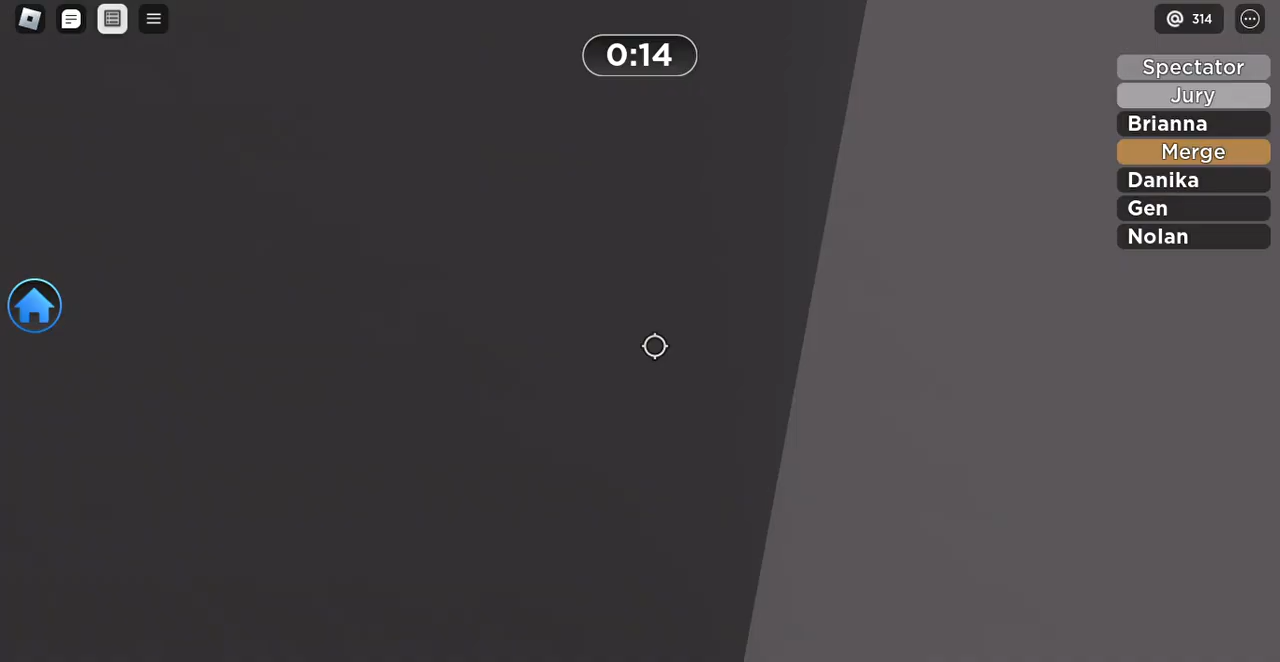 314
0:14
Spectator
Jury
Brianna
Merge
Danika
Gen
Nolan